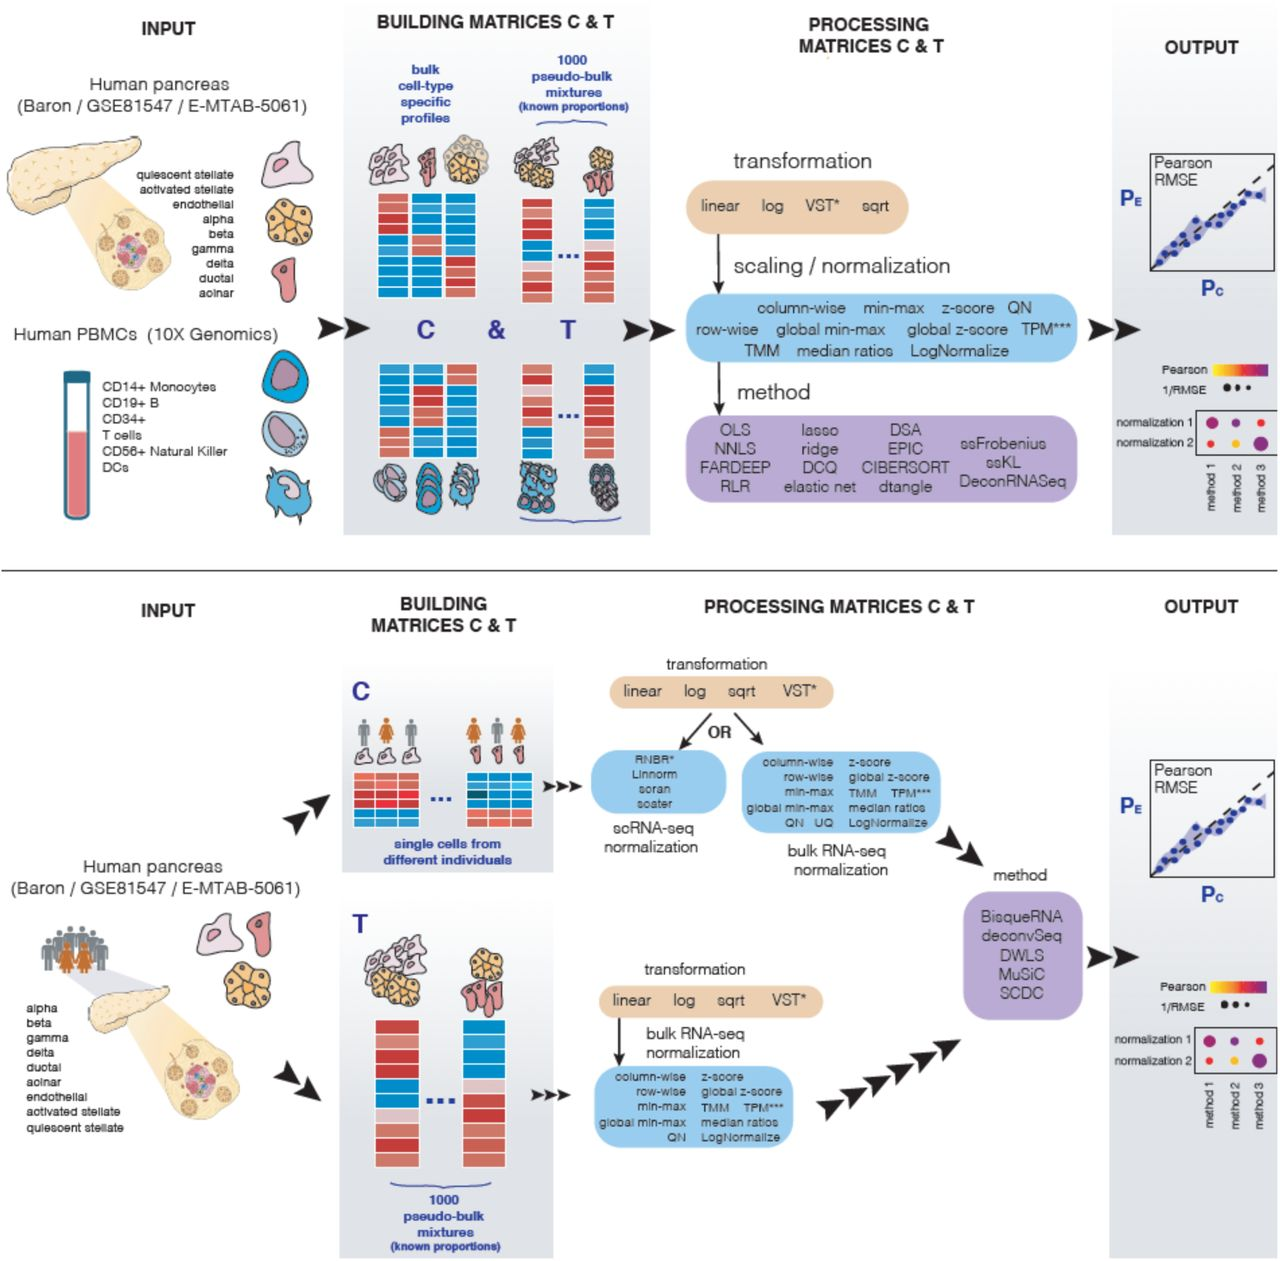 INPUT
BUILDING MATRICES C & T
PROCESSING
MATRICES C & T
OUTPUT
Human pancreas
(Baron / GSE81547 / E-MTAB-5061)
quiescent stellate
activated stellate
endothelial
alpha
beta
gamma
delta
ductal
acinar
Human PBMCs (10X Genomics)
CD14+ Monocytes
CD19+ B
CD34+
T cells
CD56+ Natural Killer
DCs
bulk
cell-type
specific
profiles
1000
pseudo-bulk
mixtures
(known proportions)
...
C & T
...
transformation
linear log VST* sqrt
scaling / normalization
column-wise min-max z-score QN
row-wise global min-max global z-score TPM***
TMM median ratios LogNormalize
method
OLS lasso DSA ssFrobenius
NNLS ridge EPIC ssKL
FARDEEP DCQ CIBERSORT DeconRNASeq
RLR elastic net dtangle
Pearson
RMSE
PE
PC
Pearson
1/RMSE
normalization 1
normalization 2
method 1
method 2
method 3
INPUT
BUILDING
MATRICES C & T
PROCESSING MATRICES C & T
OUTPUT
Human pancreas
(Baron / GSE81547 / E-MTAB-5061)
alpha
beta
gamma
delta
ductal
acinar
endothelial
activated stellate
quiescent stellate
C
...
single cells from
different individuals
T
...
1000
pseudo-bulk
mixtures
(known proportions)
transformation
linear log sqrt VST*
OR
RNBR*
Linnorm
scran
scater
scRNA-seq
normalization
column-wise z-score
row-wise global z-score
min-max TMM TPM***
global min-max median ratios
QN UQ LogNormalize
bulk RNA-seq
normalization
transformation
linear log sqrt VST*
bulk RNA-seq
normalization
column-wise z-score
row-wise global z-score
min-max TMM TPM***
global min-max median ratios
QN LogNormalize
method
BisqueRNA
deconvSeq
DWLS
MuSiC
SCDC
Pearson
RMSE
PE
PC
Pearson
1/RMSE
normalization 1
normalization 2
method 1
method 2
method 3